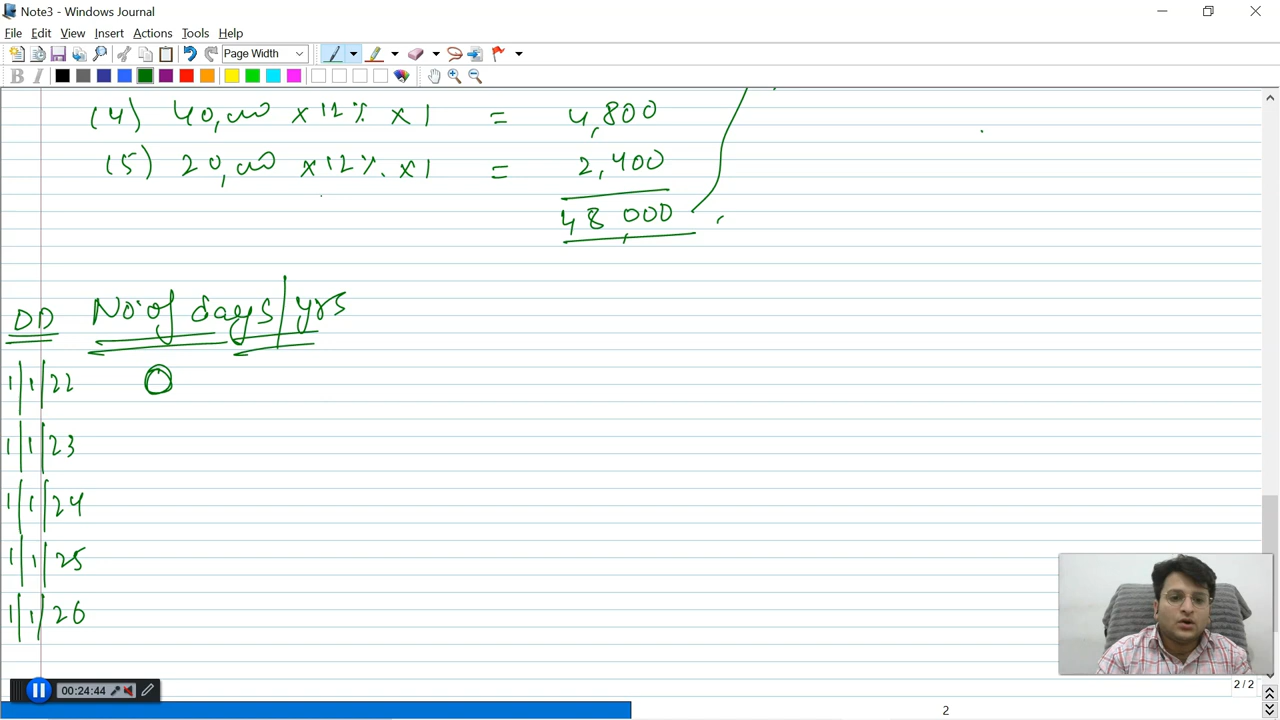 Note3 - Windows Journal
File Edit View Insert Actions Tools Help
Page Width
B I
(4) 40,000 x 12% x 1 = 4,800
(5) 20,000 x 12% x 1 = 2,400
48,000
DD No. of days/yrs
1/1/22 0
1/1/23
1/1/24
1/1/25
1/1/26
00:24:44
2 / 2
2